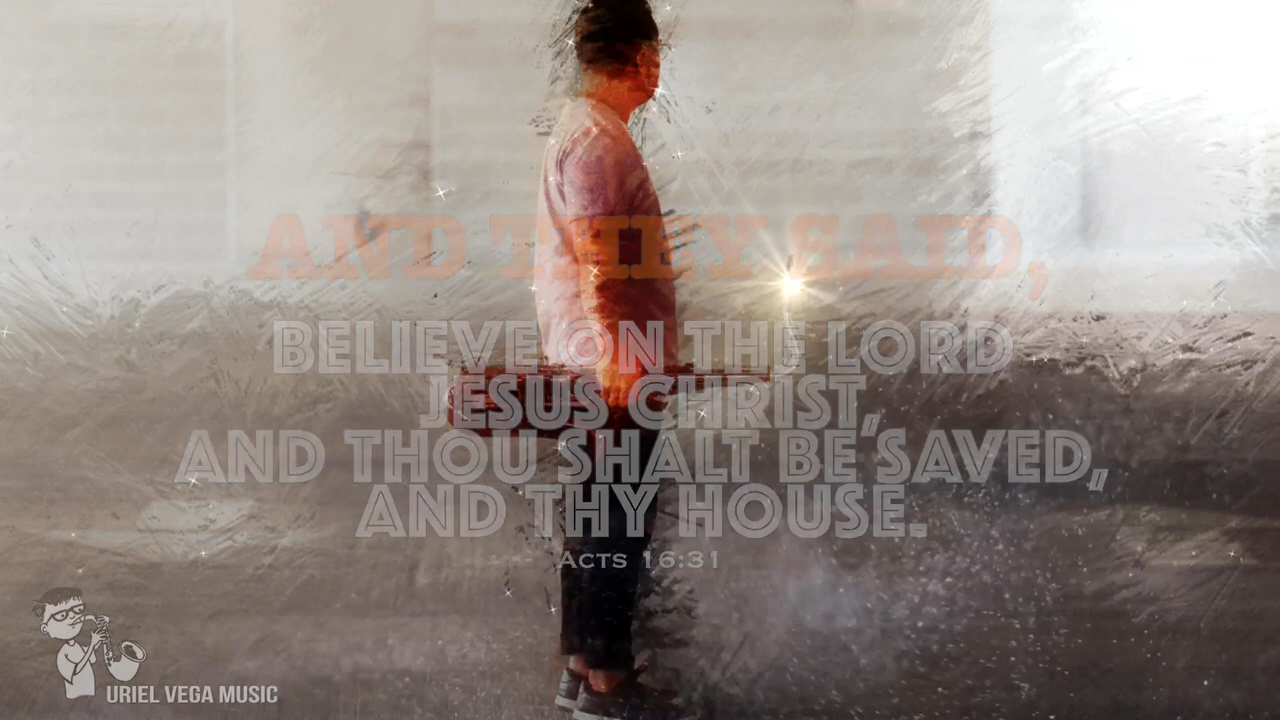 AND THEY SAID,
BELIEVE ON THE LORD
JESUS CHRIST,
AND THOU SHALT BE SAVED,
AND THY HOUSE.
ACTS 16:31
URIEL VEGA MUSIC